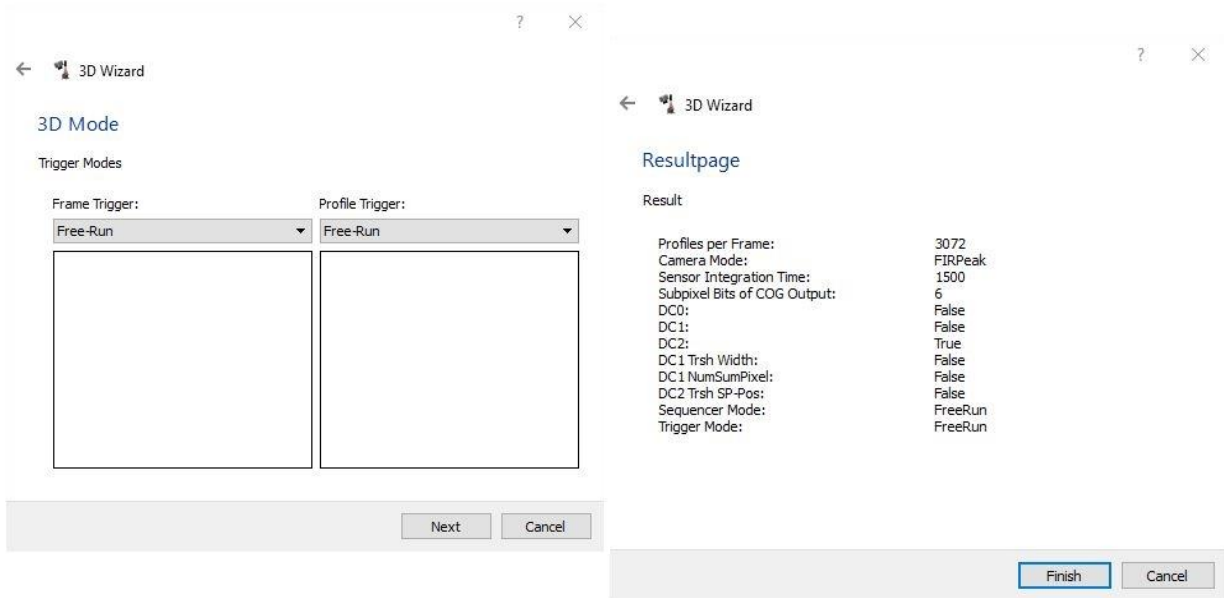 ?
3D Wizard
3D Mode
Trigger Modes
Frame Trigger: Profile Trigger:
Free-Run Free-Run
Next Cancel
?
3D Wizard
Resultpage
Result
Profiles per Frame: 3072
Camera Mode: FIRPeak
Sensor Integration Time: 1500
Subpixel Bits of COG Output: 6
DC0: False
DC1: False
DC2: True
DC1 Trsh Width: False
DC1 NumSumPixel: False
DC2 Trsh SP-Pos: False
Sequencer Mode: FreeRun
Trigger Mode: FreeRun
Finish Cancel